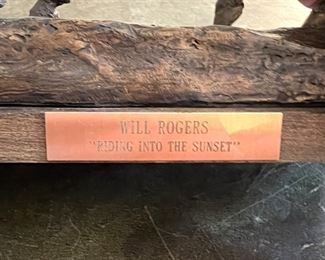 WILL ROGERS
"RIDING INTO THE SUNSET"